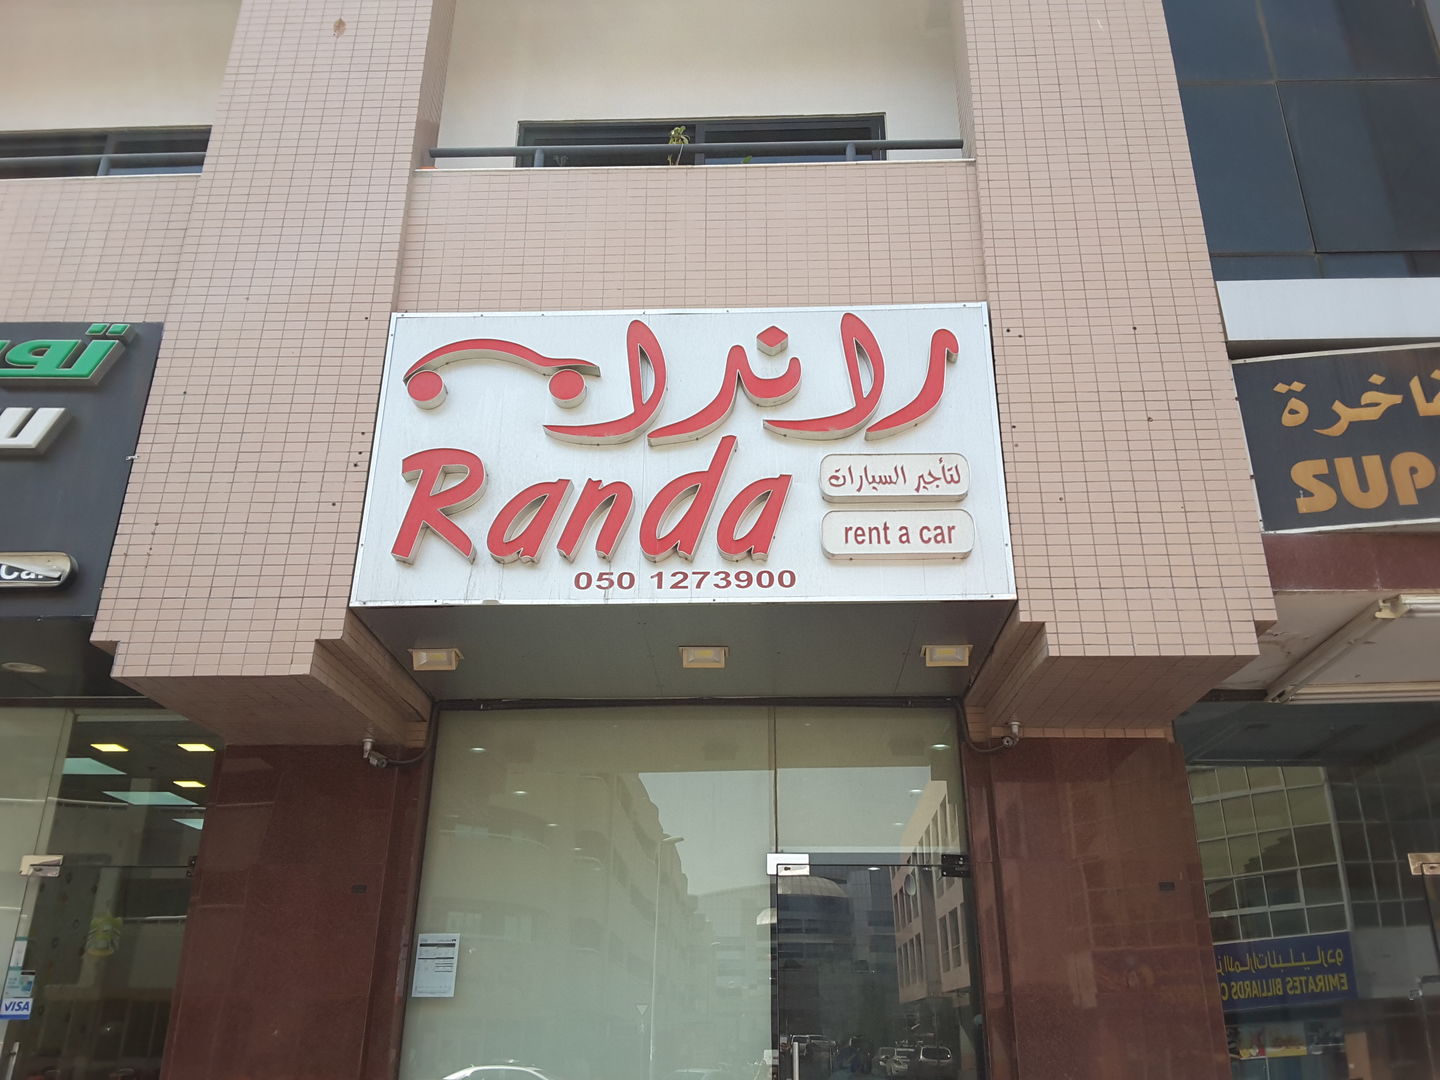 راندا
Randa
لتأجير السيارات
rent a car
050 1273900
فاخرة
SUP
VISA
EMIRATES BILLIARDS